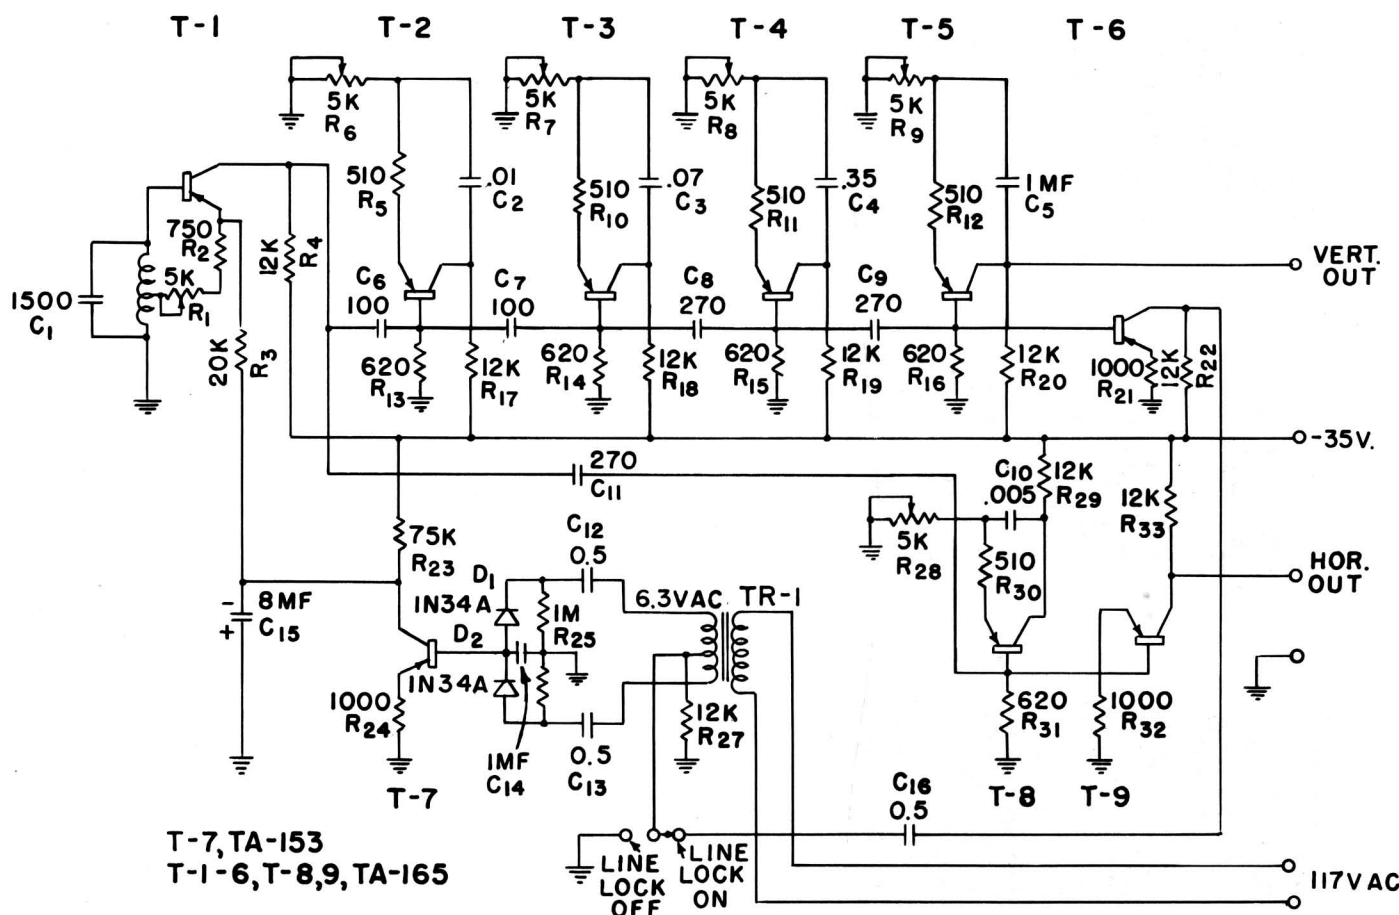 T-1
T-2
T-3
T-4
T-5
T-6
5K
R6
5K
R7
5K
R8
5K
R9
510
R5
.01
C2
510
R10
.07
C3
510
R11
.35
C4
510
R12
1MF
C5
750
R2
5K
R1
1500
C1
12K
R4
20K
R3
C6
100
C7
100
C8
270
C9
270
VERT.
OUT
620
R13
12K
R17
620
R14
12K
R18
620
R15
12K
R19
620
R16
12K
R20
1000
R21
12K
R22
-35V.
270
C11
C10
.005
12K
R29
12K
R33
5K
R28
510
R30
HOR.
OUT
75K
R23
C12
0.5
D1
1N34A
D2
1N34A
1M
R25
6.3VAC
TR-1
-
8MF
+
C15
1000
R24
12K
R27
620
R31
1000
R32
1MF
C14
0.5
C13
T-7
T-8
T-9
C16
0.5
T-7, TA-153
T-1-6, T-8,9, TA-165
LINE
LOCK
OFF
LINE
LOCK
ON
117VAC